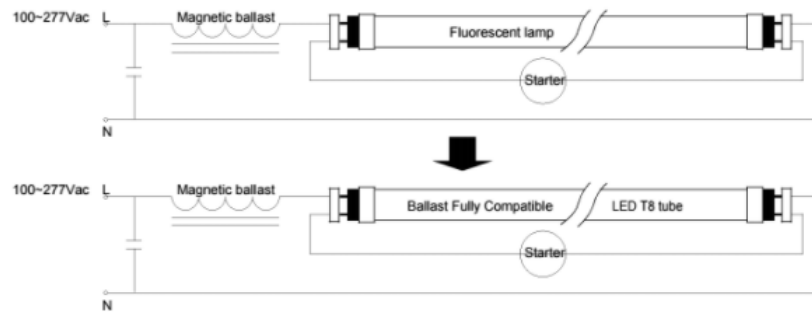 100~277Vac L Magnetic ballast
Fluorescent lamp
Starter
N
100~277Vac L Magnetic ballast
Ballast Fully Compatible LED T8 tube
Starter
N